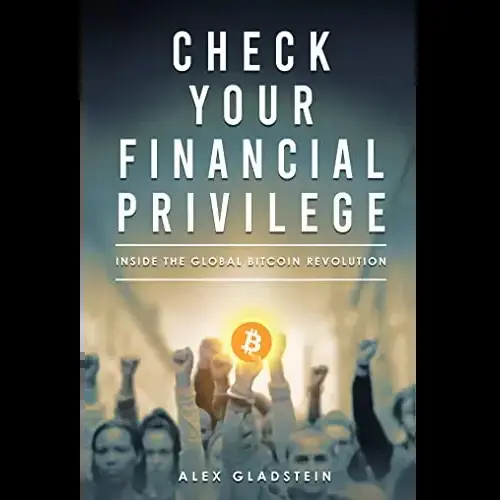 CHECK
YOUR
FINANCIAL
PRIVILEGE
INSIDE THE GLOBAL BITCOIN REVOLUTION
ALEX GLADSTEIN